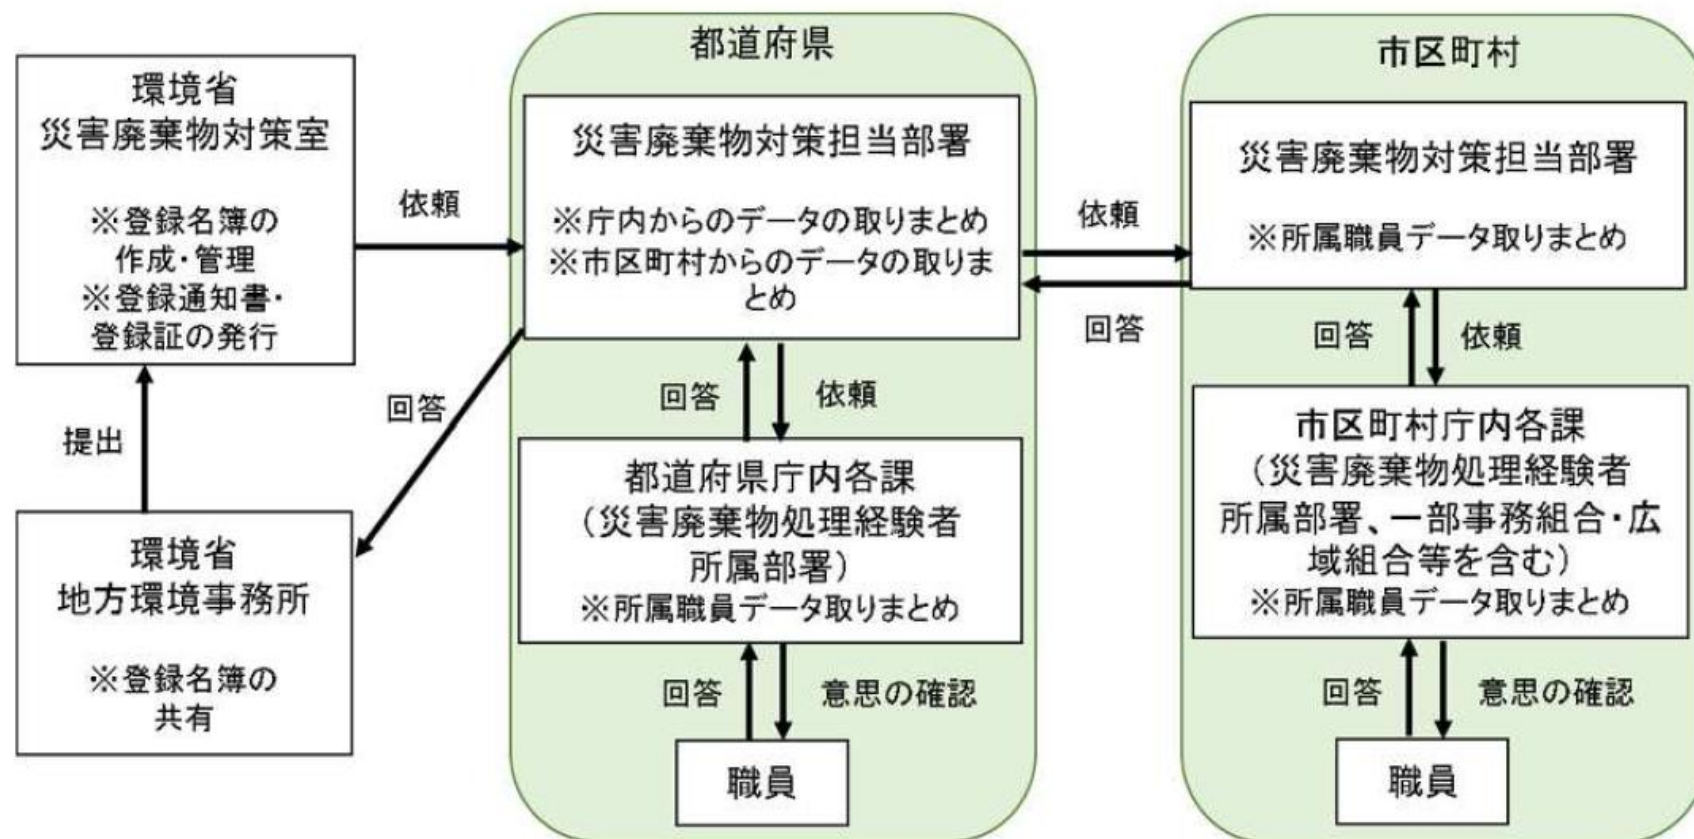 環境省
災害廃棄物対策室
※登録名簿の
作成・管理
※登録通知書・
登録証の発行
依頼
提出
回答
環境省
地方環境事務所
※登録名簿の
共有
都道府県
災害廃棄物対策担当部署
※庁内からのデータの取りまとめ
※市区町村からのデータの取りま
とめ
回答
依頼
都道府県庁内各課
（災害廃棄物処理経験者
所属部署）
※所属職員データ取りまとめ
回答
意思の確認
職員
依頼
回答
市区町村
災害廃棄物対策担当部署
※所属職員データ取りまとめ
回答
依頼
市区町村庁内各課
（災害廃棄物処理経験者
所属部署、一部事務組合・広
域組合等を含む）
※所属職員データ取りまとめ
回答
意思の確認
職員